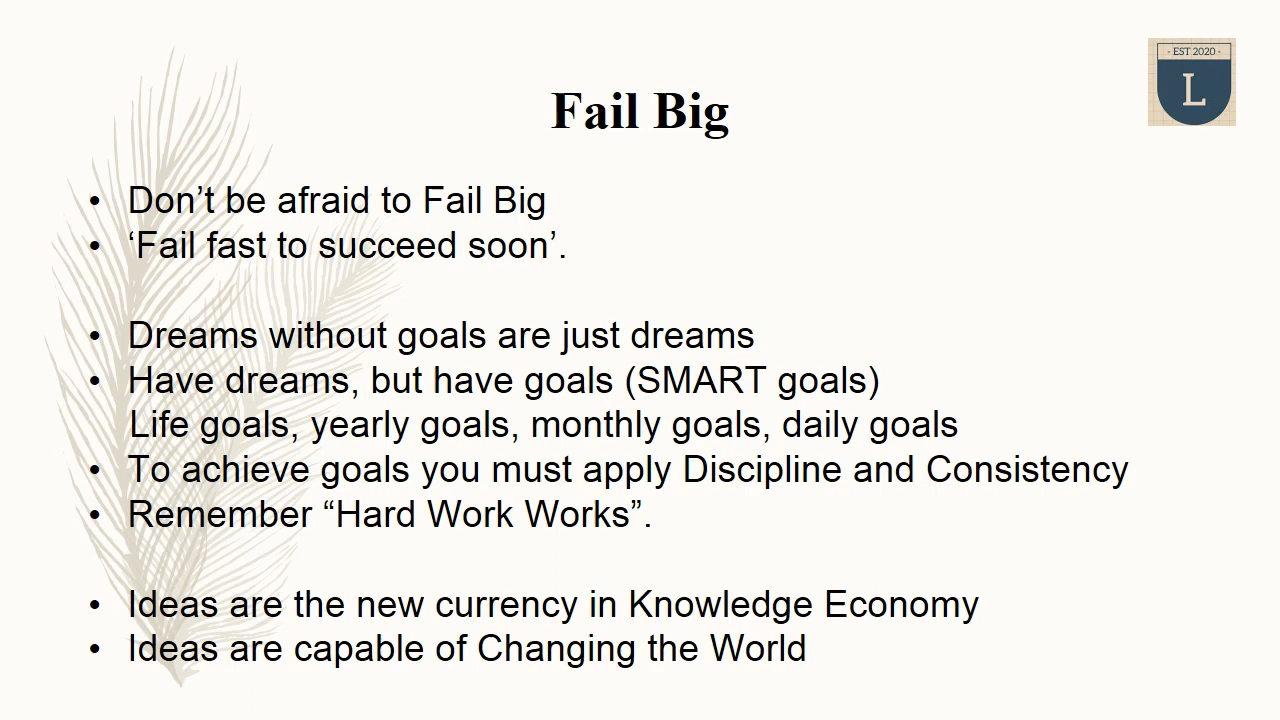 - EST 2020 -
L
Fail Big
• Don’t be afraid to Fail Big
• ‘Fail fast to succeed soon’.
• Dreams without goals are just dreams
• Have dreams, but have goals (SMART goals)
Life goals, yearly goals, monthly goals, daily goals
• To achieve goals you must apply Discipline and Consistency
• Remember “Hard Work Works”.
• Ideas are the new currency in Knowledge Economy
• Ideas are capable of Changing the World